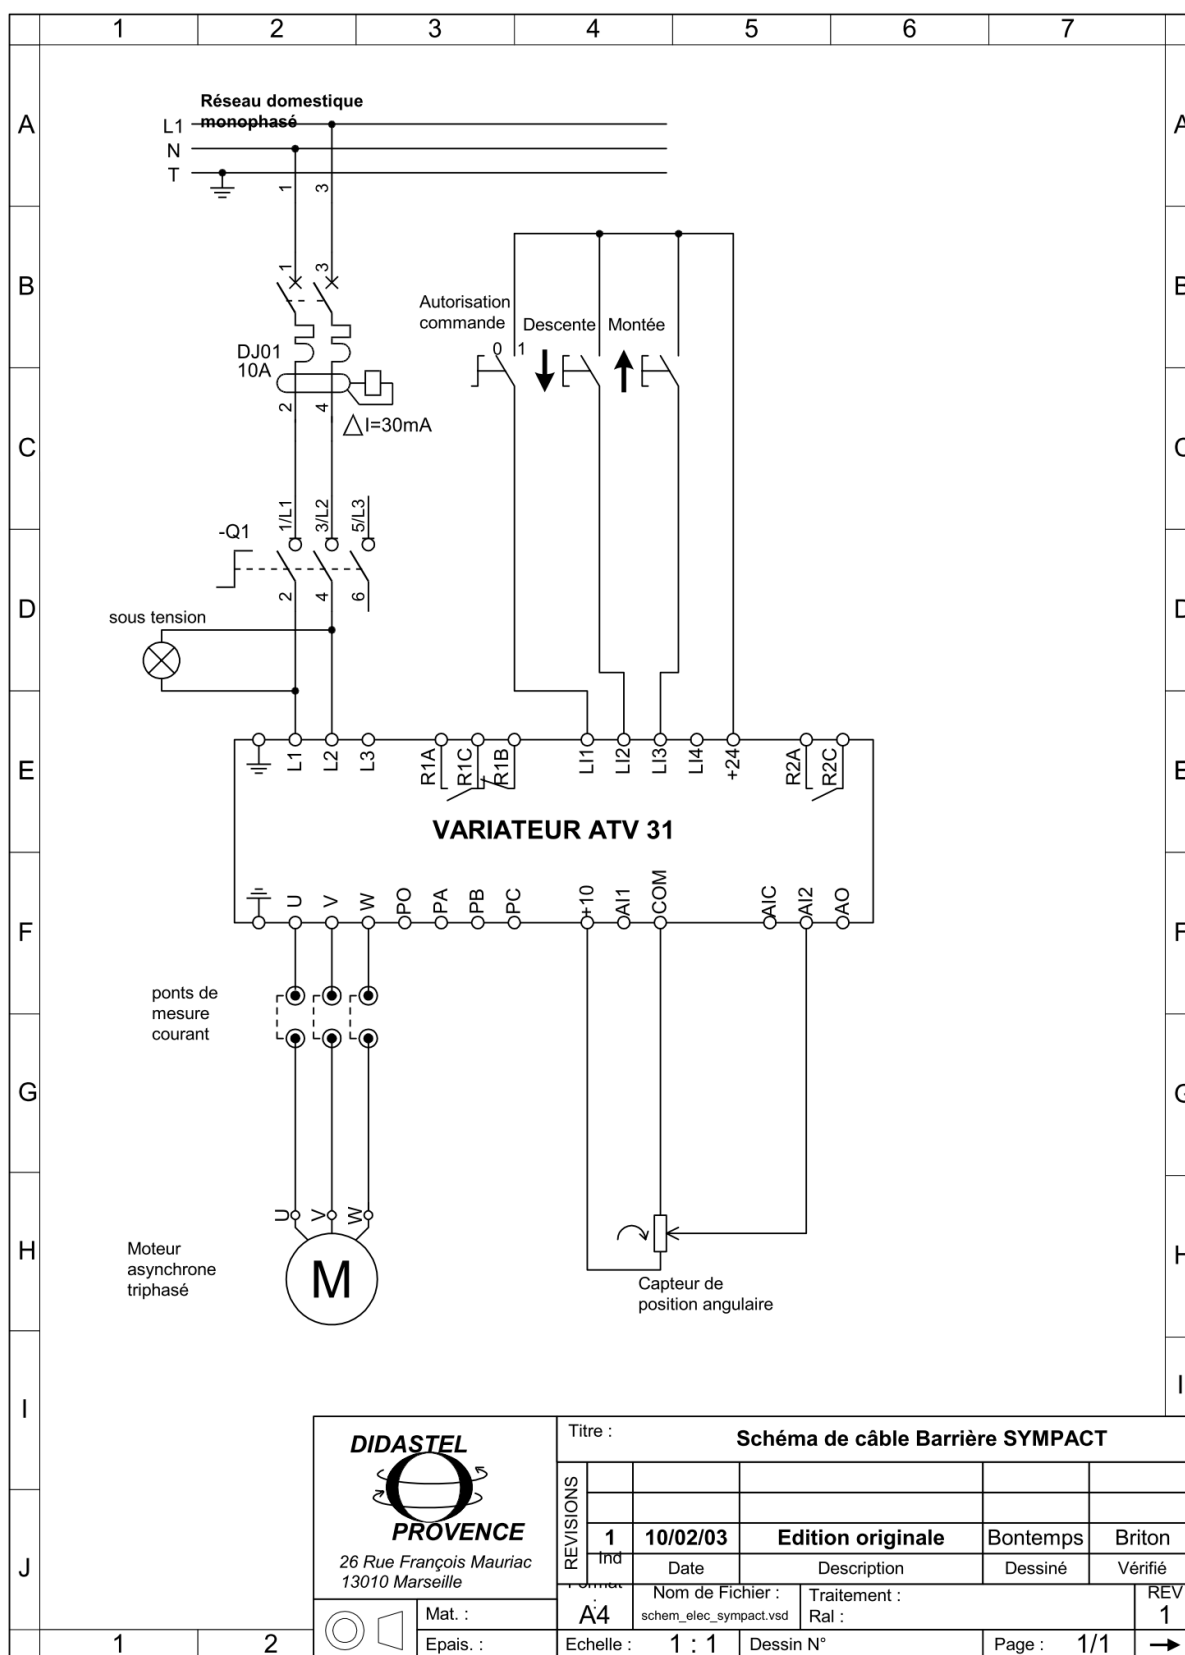 1 2 3 4 5 6 7
A
Réseau domestique
monophasé
L1
N
T
A
1 3
B
1 3
Autorisation
commande
Descente Montée
0 1
DJ01
10A
B
2 4
△I=30mA
C
C
-Q1
1/L1 3/L2 5/L3
2 4 6
D
D
sous tension
E
L1 L2 L3 R1A R1C R1B LI1 LI2 LI3 LI4 +24 R2A R2C
E
VARIATEUR ATV 31
U V W PO PA PB PC +10 AI1 COM AIC AI2 AO
F
F
ponts de
mesure
courant
G
G
U V W
H
H
Moteur
asynchrone
triphasé
M
Capteur de
position angulaire
I
I
DIDASTEL
PROVENCE
26 Rue François Mauriac
13010 Marseille
Titre :
Schéma de câble Barrière SYMPACT
REVISIONS
1 10/02/03 Edition originale Bontemps Briton
Ind Date Description Dessiné Vérifié
J
Format :
A4
Nom de Fichier :
schem_elec_sympact.vsd
Traitement :
Ral :
REV
1
Mat. :
Epais. :
Echelle : 1 : 1
Dessin N°
Page : 1/1
1 2